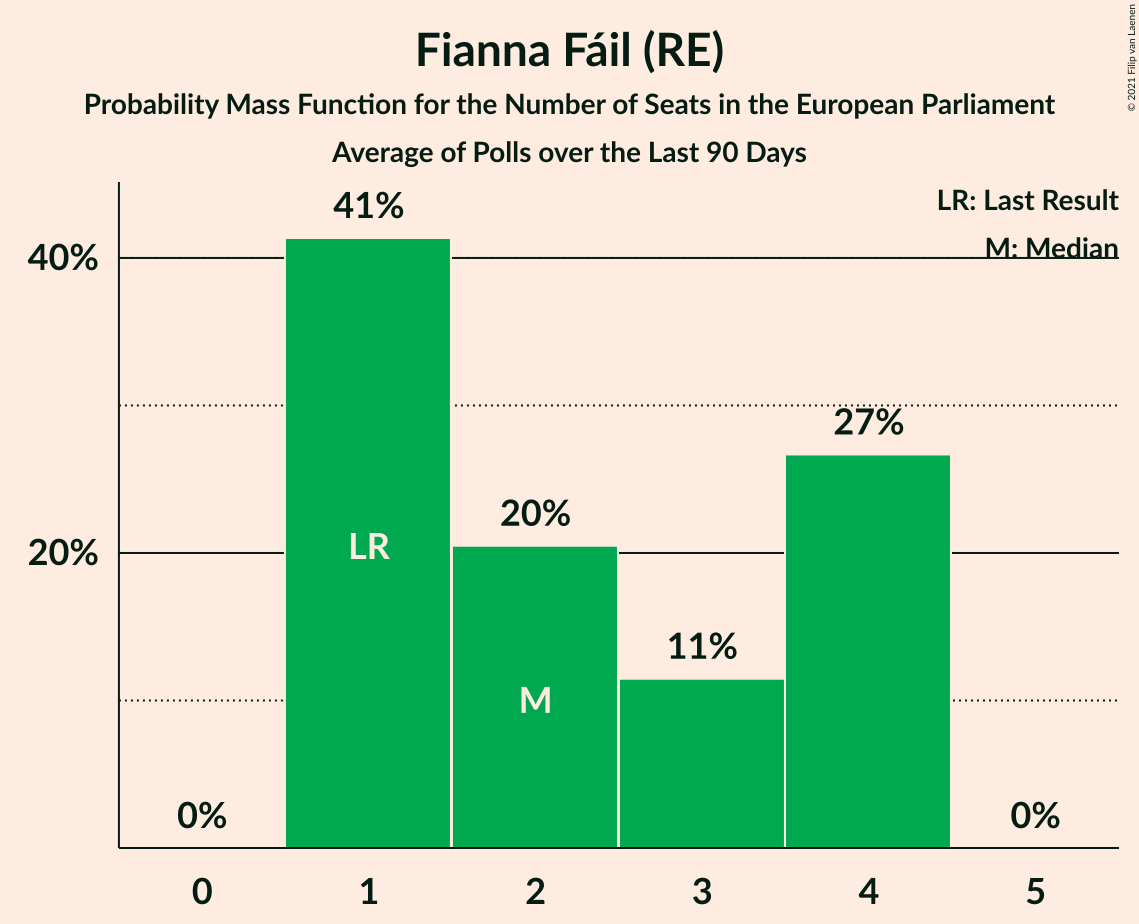 Fianna Fáil (RE)
Probability Mass Function for the Number of Seats in the European Parliament
Average of Polls over the Last 90 Days
© 2021 Filip van Laenen
LR: Last Result
M: Median
41%
40%
27%
LR
20%
20%
11%
M
0%
0%
0 1 2 3 4 5